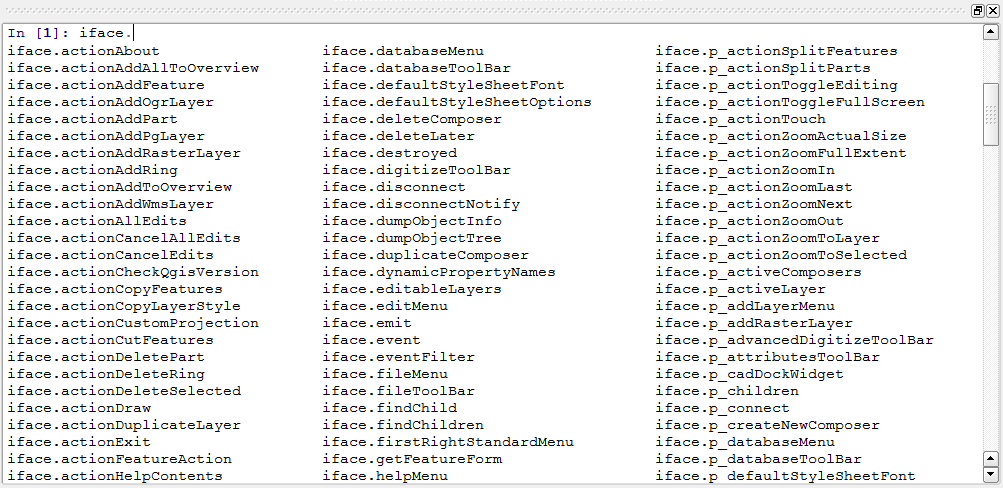 In [1]: iface.
iface.actionAbout iface.databaseMenu iface.p_actionSplitFeatures
iface.actionAddAllToOverview iface.databaseToolBar iface.p_actionSplitParts
iface.actionAddFeature iface.defaultStyleSheetFont iface.p_actionToggleEditing
iface.actionAddOgrLayer iface.defaultStyleSheetOptions iface.p_actionToggleFullScreen
iface.actionAddPart iface.deleteComposer iface.p_actionTouch
iface.actionAddPgLayer iface.deleteLater iface.p_actionZoomActualSize
iface.actionAddRasterLayer iface.destroyed iface.p_actionZoomFullExtent
iface.actionAddRing iface.digitizeToolBar iface.p_actionZoomIn
iface.actionAddToOverview iface.disconnect iface.p_actionZoomLast
iface.actionAddWmsLayer iface.disconnectNotify iface.p_actionZoomNext
iface.actionAllEdits iface.dumpObjectInfo iface.p_actionZoomOut
iface.actionCancelAllEdits iface.dumpObjectTree iface.p_actionZoomToLayer
iface.actionCancelEdits iface.duplicateComposer iface.p_actionZoomToSelected
iface.actionCheckQgisVersion iface.dynamicPropertyNames iface.p_activeComposers
iface.actionCopyFeatures iface.editableLayers iface.p_activeLayer
iface.actionCopyLayerStyle iface.editMenu iface.p_addLayerMenu
iface.actionCustomProjection iface.emit iface.p_addRasterLayer
iface.actionCutFeatures iface.event iface.p_advancedDigitizeToolBar
iface.actionDeletePart iface.eventFilter iface.p_attributesToolBar
iface.actionDeleteRing iface.fileMenu iface.p_cadDockWidget
iface.actionDeleteSelected iface.fileToolBar iface.p_children
iface.actionDraw iface.findChild iface.p_connect
iface.actionDuplicateLayer iface.findChildren iface.p_createNewComposer
iface.actionExit iface.firstRightStandardMenu iface.p_databaseMenu
iface.actionFeatureAction iface.getFeatureForm iface.p_databaseToolBar
iface.actionHelpContents iface.helpMenu iface.p_defaultStyleSheetFont